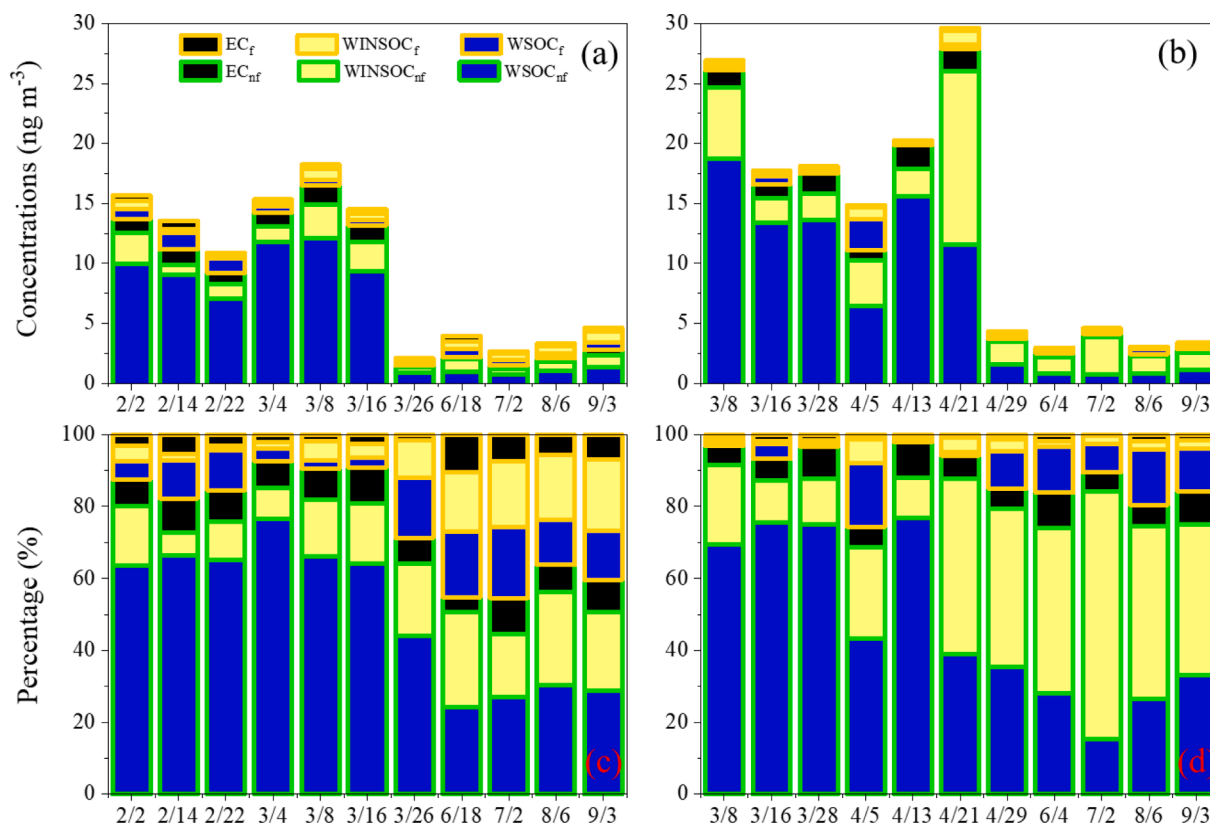 Concentrations (ng m⁻³)
30
25
20
15
10
5
0
EC_f WINSOC_f WSOC_f
EC_nf WINSOC_nf WSOC_nf
(a)
2/2 2/14 2/22 3/4 3/8 3/16 3/26 6/18 7/2 8/6 9/3
30
25
20
15
10
5
0
(b)
3/8 3/16 3/28 4/5 4/13 4/21 4/29 6/4 7/2 8/6 9/3
Percentage (%)
100
80
60
40
20
0
(c)
2/2 2/14 2/22 3/4 3/8 3/16 3/26 6/18 7/2 8/6 9/3
100
80
60
40
20
0
(d)
3/8 3/16 3/28 4/5 4/13 4/21 4/29 6/4 7/2 8/6 9/3